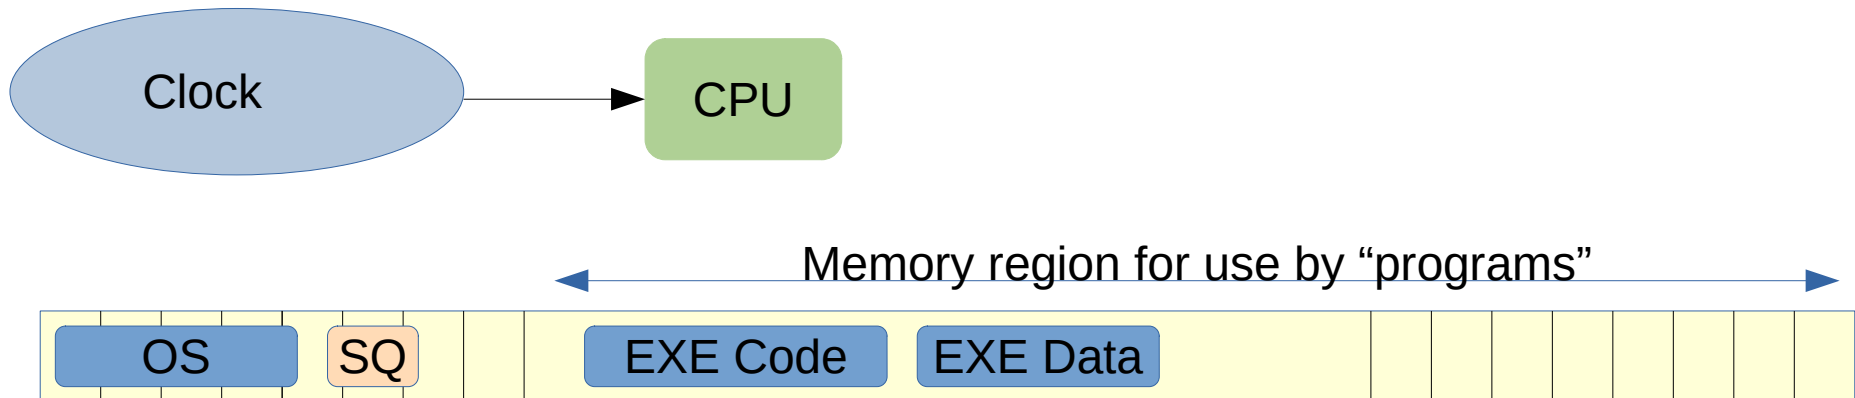 Clock
CPU
Memory region for use by “programs”
OS
SQ
EXE Code
EXE Data